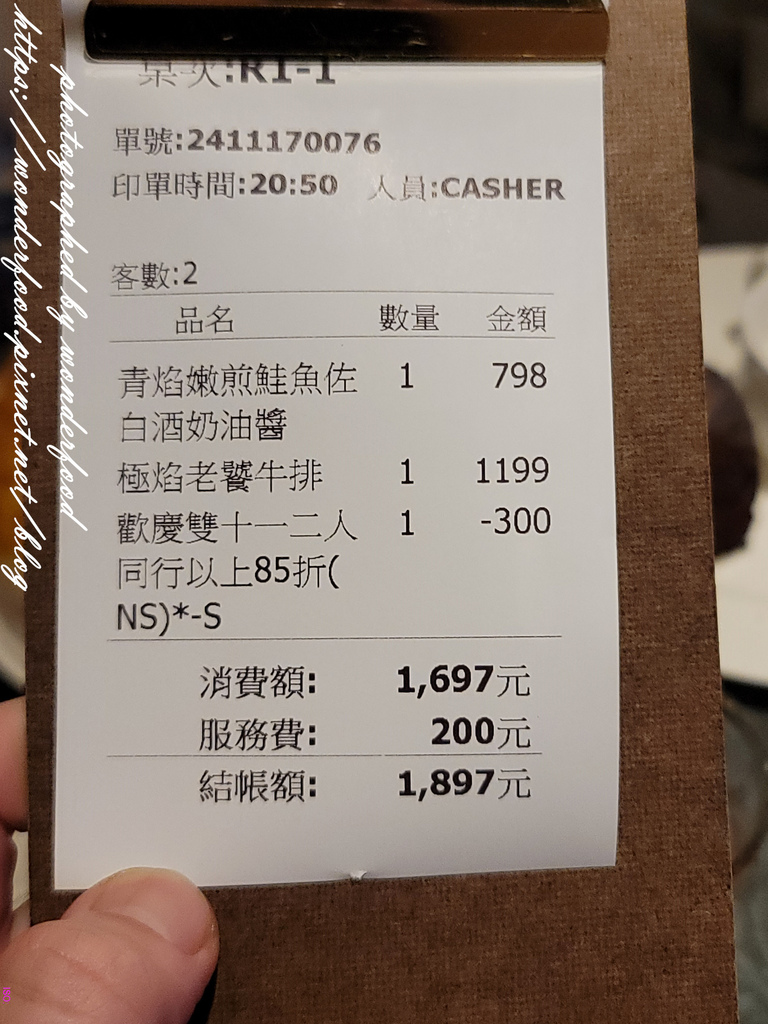 桌次:R1-1
單號:2411170076
印單時間:20:50 人員:CASHER
客數:2
品名 數量 金額
青焰嫩煎鮭魚佐 1 798
白酒奶油醬
極焰老饕牛排 1 1199
歡慶雙十一二人 1 -300
同行以上85折(
NS)*-S
消費額: 1,697元
服務費: 200元
結帳額: 1,897元
photographed by wonderfood
https://wonderfood.pixnet.net/blog